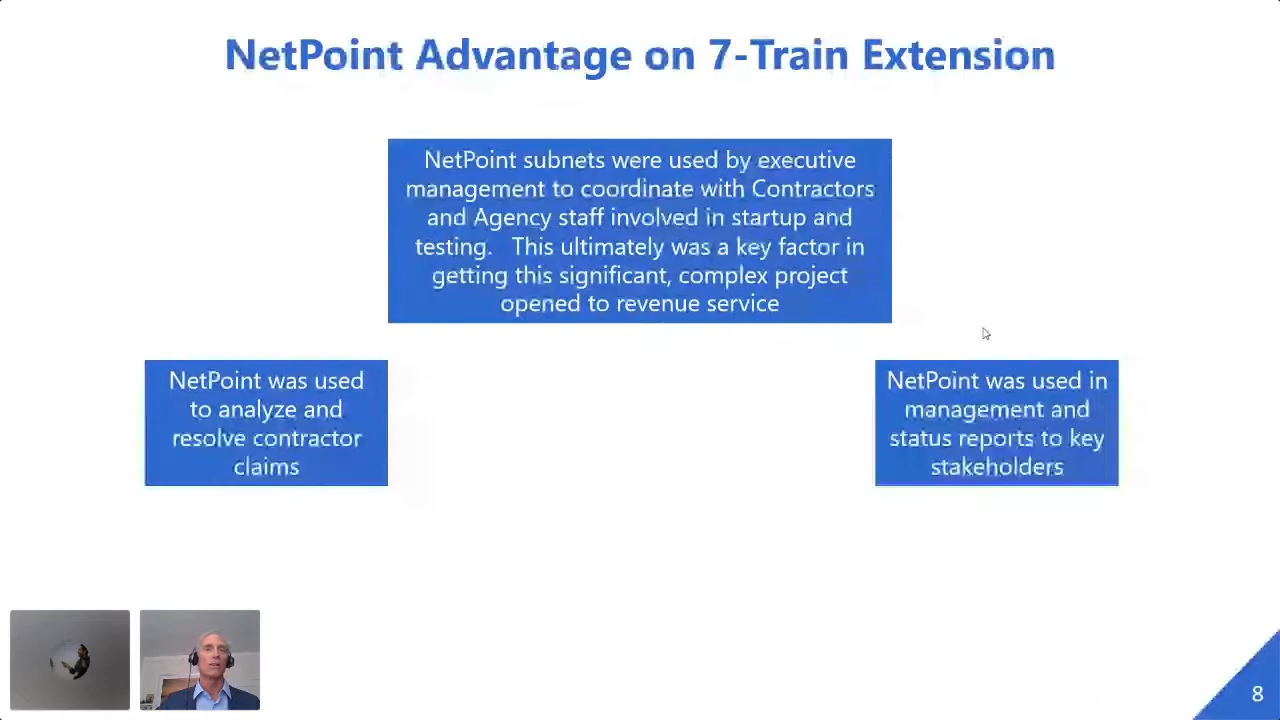 NetPoint Advantage on 7-Train Extension
NetPoint subnets were used by executive
management to coordinate with Contractors
and Agency staff involved in startup and
testing.   This ultimately was a key factor in
getting this significant, complex project
opened to revenue service
NetPoint was used
to analyze and
resolve contractor
claims
NetPoint was used in
management and
status reports to key
stakeholders
8